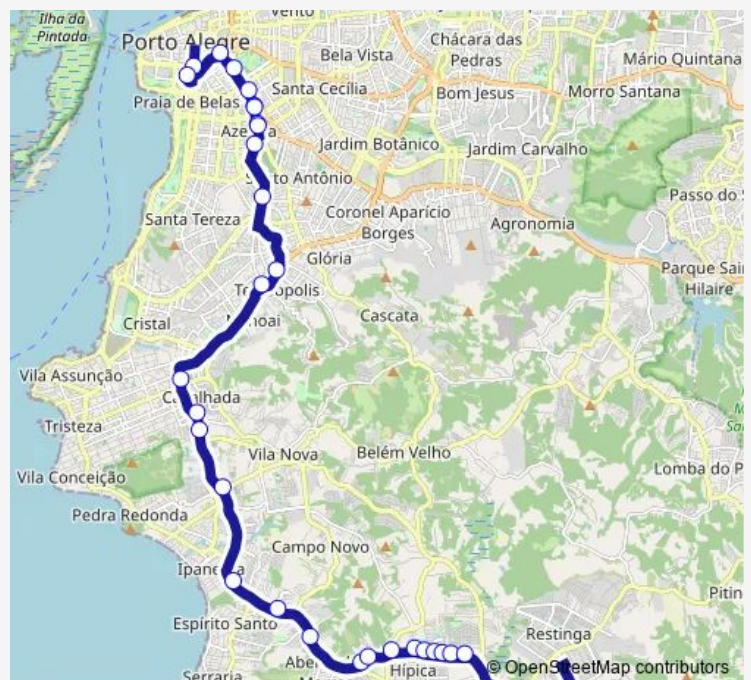 Vento
Ilha da
Pintada
Porto Alegre
Bela Vista
Chácara das
Pedras
Mário Quintana
Santa Cecília
Bom Jesus
Morro Santana
Praia de Belas
Jardim Botânico
Jardim Carvalho
Passo do
Santa Tereza
Coronel Aparício
Borges
Agronomia
Glória
Parque Sain
Hilaire
Cascata
Cristal
Vila Assunção
Tristeza
Vila Nova
Belém Velho
Vila Conceição
Lomba do P
Pedra Redonda
Campo Novo
Espírito Santo
Restinga
Hípica
Serraria
© OpenStreetMap contributors